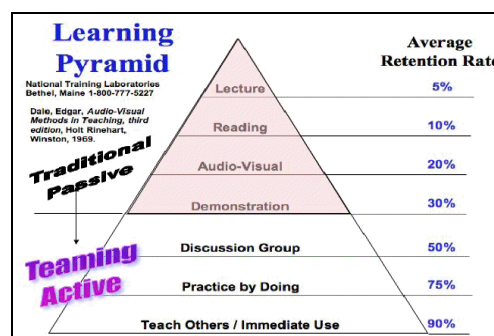 Learning
Pyramid
National Training Laboratories
Bethel, Maine 1-800-777-5227
Dale, Edgar, Audio-Visual
Methods in Teaching, third
edition, Holt Rinehart,
Winston, 1969.
Traditional
Passive
Teaming
Active
Average
Retention Rate
Lecture 5%
Reading 10%
Audio-Visual 20%
Demonstration 30%
Discussion Group 50%
Practice by Doing 75%
Teach Others / Immediate Use 90%